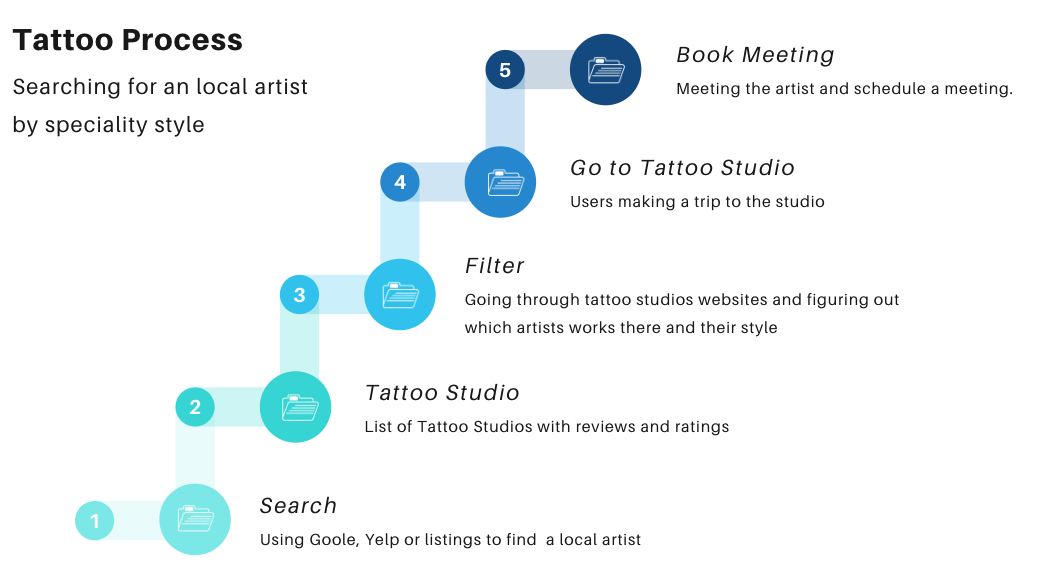 Tattoo Process
Searching for an local artist
by speciality style
5
Book Meeting
Meeting the artist and schedule a meeting.
4
Go to Tattoo Studio
Users making a trip to the studio
3
Filter
Going through tattoo studios websites and figuring out
which artists works there and their style
2
Tattoo Studio
List of Tattoo Studios with reviews and ratings
1
Search
Using Goole, Yelp or listings to find  a local artist